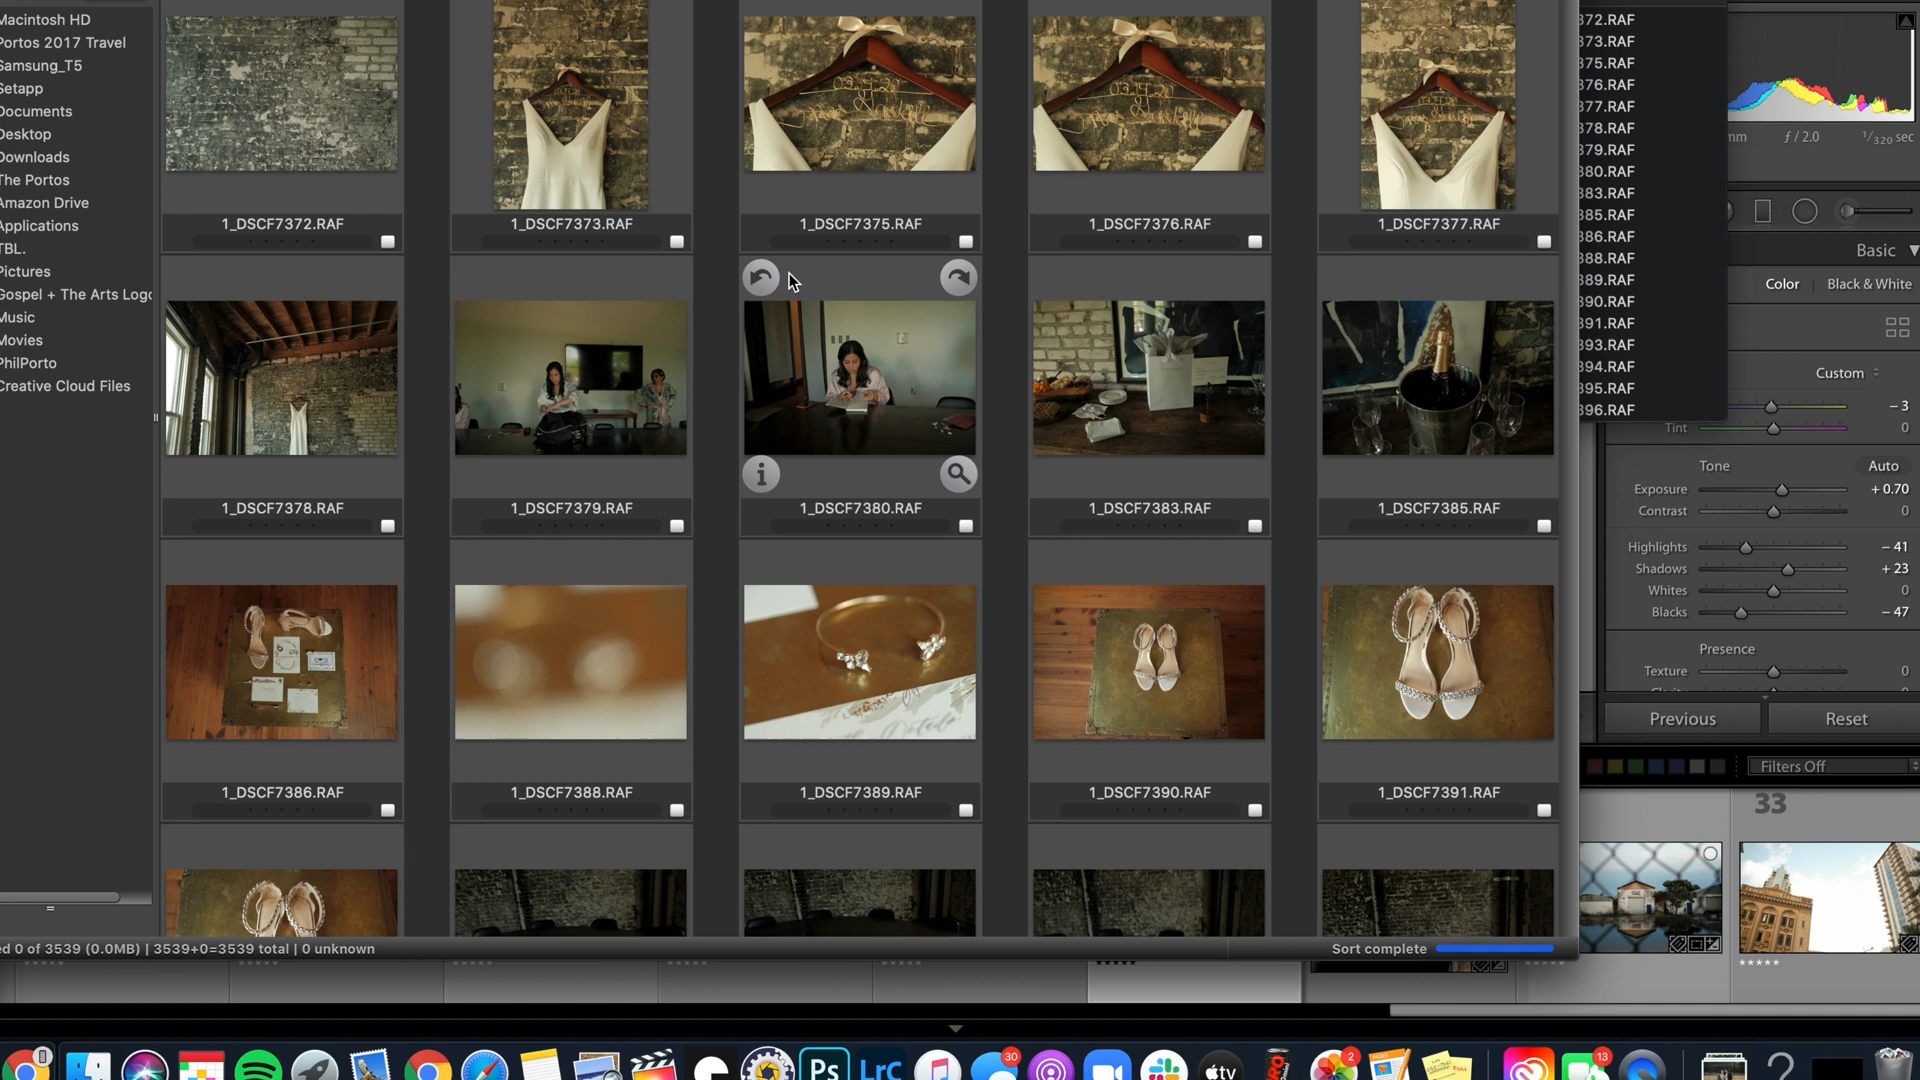 Macintosh HD
Portos 2017 Travel
Samsung_T5
Setapp
Documents
Desktop
Downloads
The Portos
Amazon Drive
Applications
TBL.
Pictures
Gospel + The Arts Logo
Music
Movies
PhilPorto
Creative Cloud Files
1_DSCF7372.RAF
1_DSCF7373.RAF
1_DSCF7375.RAF
1_DSCF7376.RAF
1_DSCF7377.RAF
1_DSCF7378.RAF
1_DSCF7379.RAF
1_DSCF7380.RAF
1_DSCF7383.RAF
1_DSCF7385.RAF
1_DSCF7386.RAF
1_DSCF7388.RAF
1_DSCF7389.RAF
1_DSCF7390.RAF
1_DSCF7391.RAF
ed 0 of 3539 (0.0MB) | 3539+0=3539 total | 0 unknown
Sort complete
372.RAF
373.RAF
375.RAF
376.RAF
377.RAF
378.RAF
379.RAF
380.RAF
383.RAF
385.RAF
386.RAF
388.RAF
389.RAF
390.RAF
391.RAF
393.RAF
394.RAF
395.RAF
396.RAF
mm ƒ / 2.0 1/320 sec
Basic
Color Black & White
Custom
– 3
Tint 0
Tone Auto
Exposure + 0.70
Contrast 0
Highlights – 41
Shadows + 23
Whites 0
Blacks – 47
Presence
Texture 0
Previous Reset
Filters Off
33
30
2
13
Ps
LrC
tv